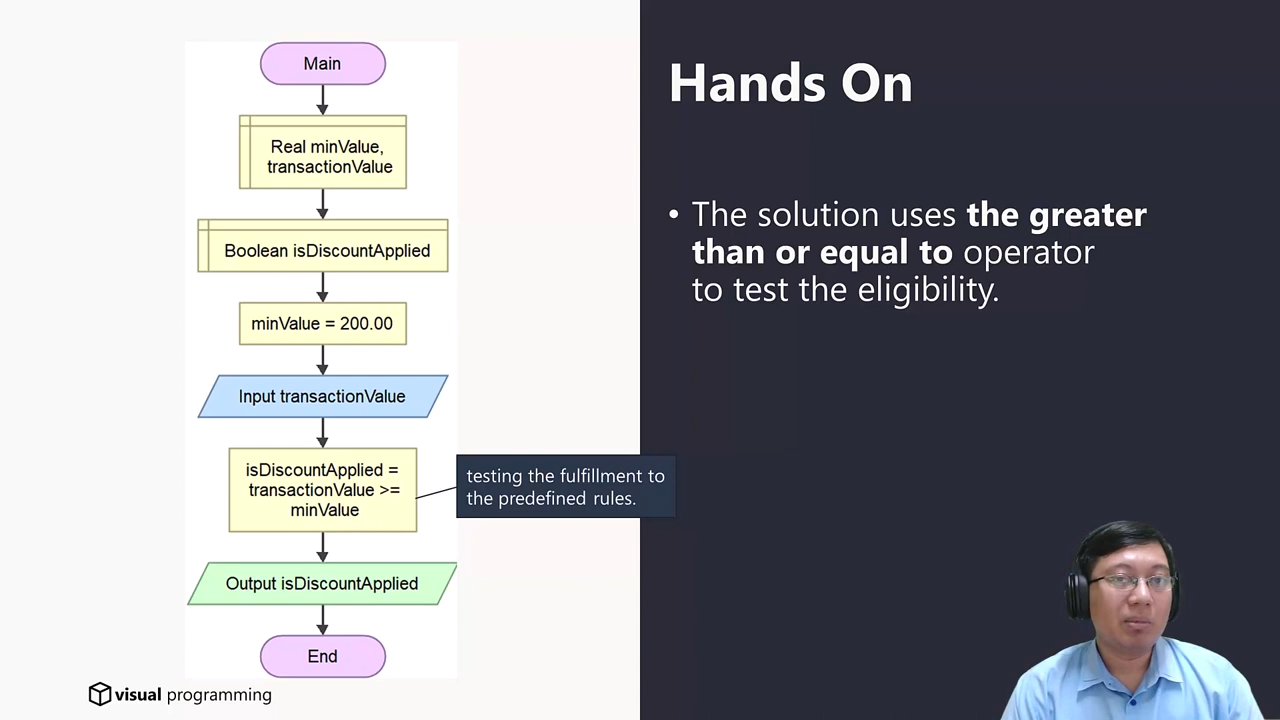 Main
Real minValue,
transactionValue
Boolean isDiscountApplied
minValue = 200.00
Input transactionValue
isDiscountApplied =
transactionValue >=
minValue
testing the fulfillment to
the predefined rules.
Output isDiscountApplied
End
visual programming
Hands On
• The solution uses the greater
than or equal to operator
to test the eligibility.